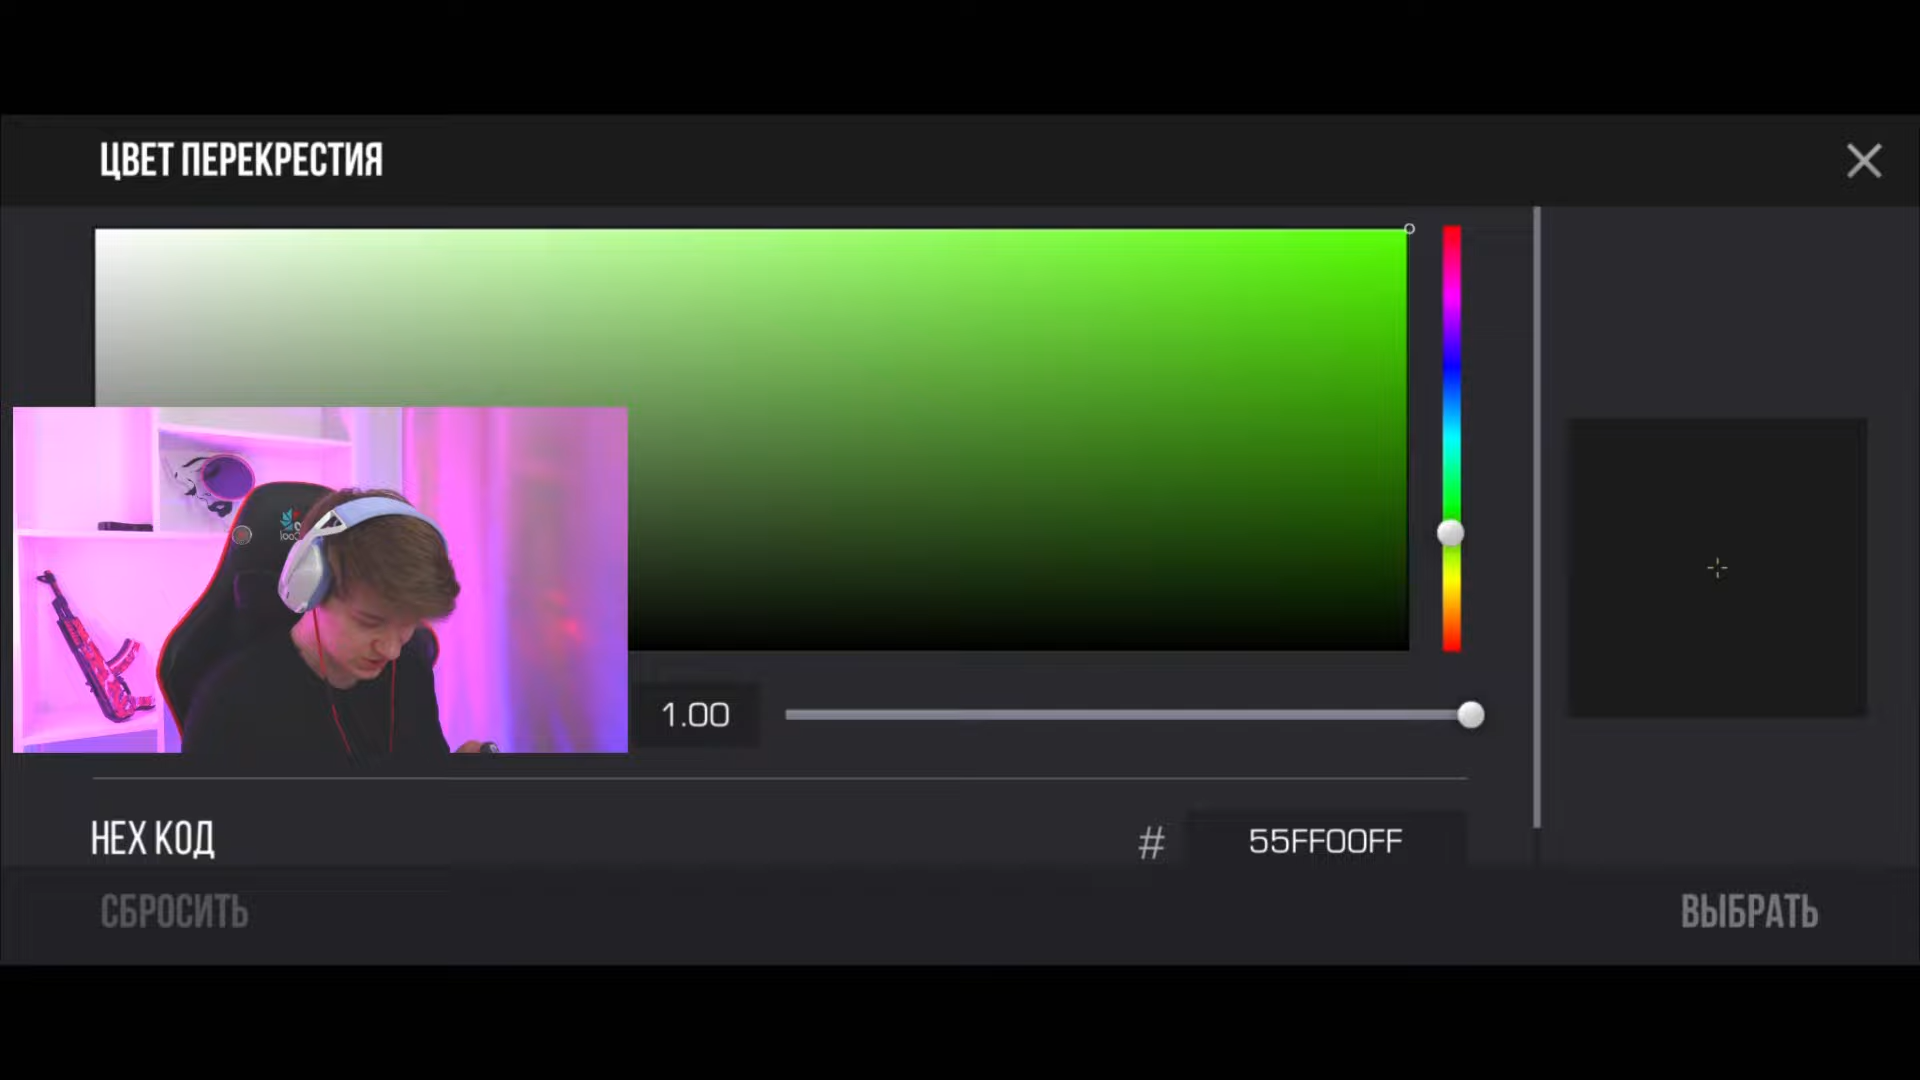 ЦВЕТ ПЕРЕКРЕСТИЯ
1.00
HEX КОД
# 55FF00FF
СБРОСИТЬ
ВЫБРАТЬ